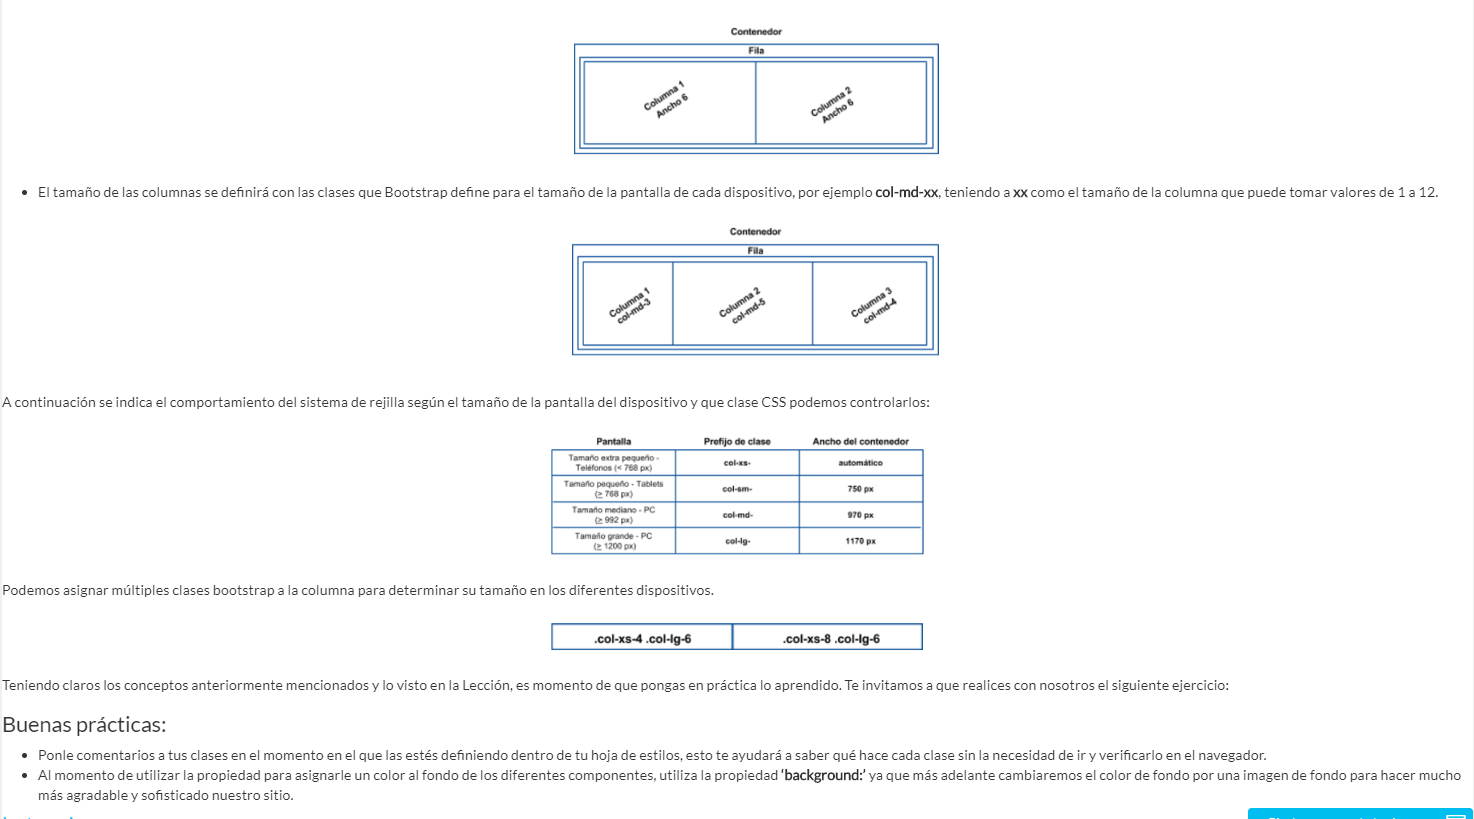 Contenedor
Fila
Columna 1
Ancho 6
Columna 2
Ancho 6
El tamaño de las columnas se definirá con las clases que Bootstrap define para el tamaño de la pantalla de cada dispositivo, por ejemplo col-md-xx, teniendo a xx como el tamaño de la columna que puede tomar valores de 1 a 12.
Contenedor
Fila
Columna 1
col-md-3
Columna 2
col-md-5
Columna 3
col-md-4
A continuación se indica el comportamiento del sistema de rejilla según el tamaño de la pantalla del dispositivo y que clase CSS podemos controlarlos:
Pantalla Prefijo de clase Ancho del contenedor
Tamaño extra pequeño -
Teléfonos (< 768 px)
col-xs- automático
Tamaño pequeño - Tablets
(≥ 768 px)
col-sm- 750 px
Tamaño mediano - PC
(≥ 992 px)
col-md- 970 px
Tamaño grande - PC
(≥ 1200 px)
col-lg- 1170 px
Podemos asignar múltiples clases bootstrap a la columna para determinar su tamaño en los diferentes dispositivos.
.col-xs-4 .col-lg-6 .col-xs-8 .col-lg-6
Teniendo claros los conceptos anteriormente mencionados y lo visto en la Lección, es momento de que pongas en práctica lo aprendido. Te invitamos a que realices con nosotros el siguiente ejercicio:
Buenas prácticas:
Ponle comentarios a tus clases en el momento en el que las estés definiendo dentro de tu hoja de estilos, esto te ayudará a saber qué hace cada clase sin la necesidad de ir y verificarlo en el navegador.
Al momento de utilizar la propiedad para asignarle un color al fondo de los diferentes componentes, utiliza la propiedad 'background:' ya que más adelante cambiaremos el color de fondo por una imagen de fondo para hacer mucho
más agradable y sofisticado nuestro sitio.